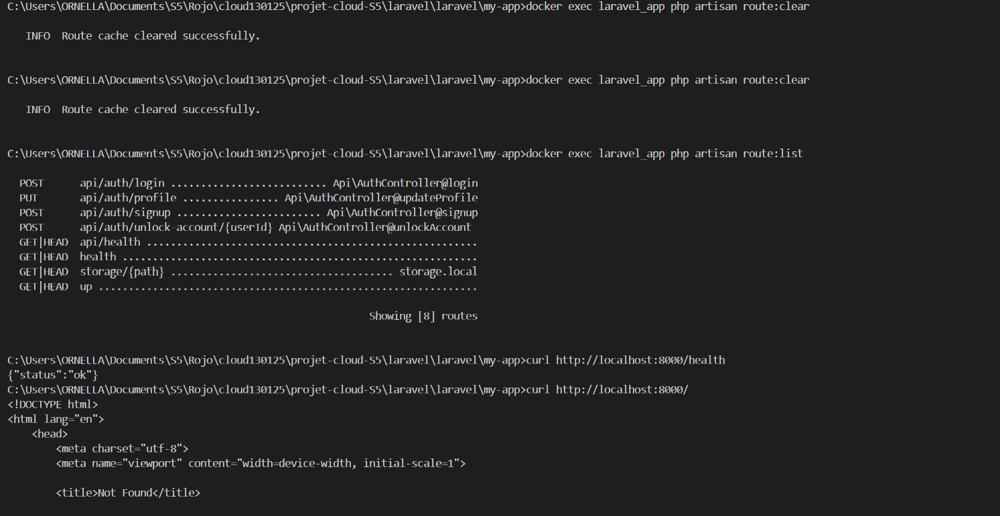 C:\Users\ORNELLA\Documents\S5\Rojo\cloud130125\projet-cloud-S5\laravel\laravel\my-app>docker exec laravel_app php artisan route:clear
INFO  Route cache cleared successfully.
C:\Users\ORNELLA\Documents\S5\Rojo\cloud130125\projet-cloud-S5\laravel\laravel\my-app>docker exec laravel_app php artisan route:clear
INFO  Route cache cleared successfully.
C:\Users\ORNELLA\Documents\S5\Rojo\cloud130125\projet-cloud-S5\laravel\laravel\my-app>docker exec laravel_app php artisan route:list
POST      api/auth/login .......................... Api\AuthController@login
PUT       api/auth/profile ................ Api\AuthController@updateProfile
POST      api/auth/signup ........................ Api\AuthController@signup
POST      api/auth/unlock-account/{userId} Api\AuthController@unlockAccount
GET|HEAD  api/health .......................................................
GET|HEAD  health ...........................................................
GET|HEAD  storage/{path} ..................................... storage.local
GET|HEAD  up ...............................................................
Showing [8] routes
C:\Users\ORNELLA\Documents\S5\Rojo\cloud130125\projet-cloud-S5\laravel\laravel\my-app>curl http://localhost:8000/health
{"status":"ok"}
C:\Users\ORNELLA\Documents\S5\Rojo\cloud130125\projet-cloud-S5\laravel\laravel\my-app>curl http://localhost:8000/
<!DOCTYPE html>
<html lang="en">
<head>
<meta charset="utf-8">
<meta name="viewport" content="width=device-width, initial-scale=1">
<title>Not Found</title>